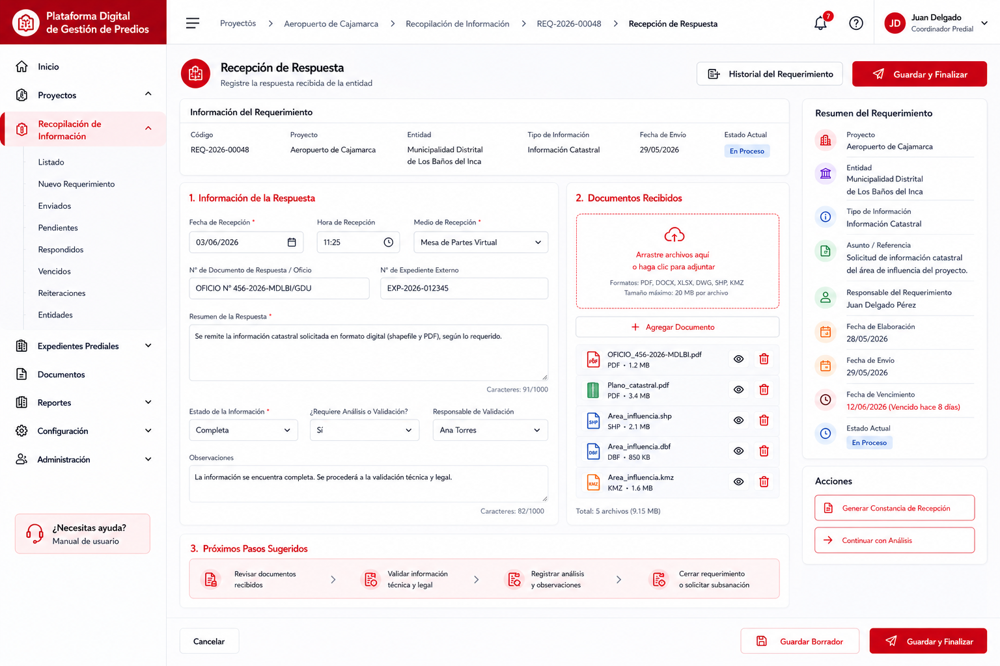 Plataforma Digital
de Gestión de Predios
Proyectos > Aeropuerto de Cajamarca > Recopilación de Información > REQ-2026-00048 > Recepción de Respuesta
7
JD
Juan Delgado
Coordinador Predial
Inicio
Proyectos
Recopilación de
Información
Listado
Nuevo Requerimiento
Enviados
Pendientes
Respondidos
Vencidos
Reiteraciones
Entidades
Expedientes Prediales
Documentos
Reportes
Configuración
Administración
¿Necesitas ayuda?
Manual de usuario
Recepción de Respuesta
Registre la respuesta recibida de la entidad
Historial del Requerimiento
Guardar y Finalizar
Información del Requerimiento
Código
REQ-2026-00048
Proyecto
Aeropuerto de Cajamarca
Entidad
Municipalidad Distrital
de Los Baños del Inca
Tipo de Información
Información Catastral
Fecha de Envío
29/05/2026
Estado Actual
En Proceso
1. Información de la Respuesta
Fecha de Recepción *
03/06/2026
Hora de Recepción
11:25
Medio de Recepción *
Mesa de Partes Virtual
N° de Documento de Respuesta / Oficio
OFICIO N° 456-2026-MDLBI/GDU
N° de Expediente Externo
EXP-2026-012345
Resumen de la Respuesta *
Se remite la información catastral solicitada en formato digital (shapefile y PDF), según lo requerido.
Caracteres: 91/1000
Estado de la Información *
Completa
¿Requiere Análisis o Validación?
Sí
Responsable de Validación
Ana Torres
Observaciones
La información se encuentra completa. Se procederá a la validación técnica y legal.
Caracteres: 82/1000
2. Documentos Recibidos
Arrastre archivos aquí
o haga clic para adjuntar
Formatos: PDF, DOCX, XLSX, DWG, SHP, KMZ
Tamaño máximo: 20 MB por archivo
+ Agregar Documento
OFICIO_456-2026-MDLBI.pdf
PDF • 1.2 MB
Plano_catastral.pdf
PDF • 3.4 MB
SHP
Area_influencia.shp
SHP • 2.1 MB
DBF
Area_influencia.dbf
DBF • 850 KB
KMZ
Area_influencia.kmz
KMZ • 1.6 MB
Total: 5 archivos (9.15 MB)
3. Próximos Pasos Sugeridos
Revisar documentos
recibidos
Validar información
técnica y legal
Registrar análisis
y observaciones
Cerrar requerimiento
o solicitar subsanación
Resumen del Requerimiento
Proyecto
Aeropuerto de Cajamarca
Entidad
Municipalidad Distrital
de Los Baños del Inca
Tipo de Información
Información Catastral
Asunto / Referencia
Solicitud de información catastral
del área de influencia del proyecto.
Responsable del Requerimiento
Juan Delgado Pérez
Fecha de Elaboración
28/05/2026
Fecha de Envío
29/05/2026
Fecha de Vencimiento
12/06/2026 (Vencido hace 8 días)
Estado Actual
En Proceso
Acciones
Generar Constancia de Recepción
Continuar con Análisis
Cancelar
Guardar Borrador
Guardar y Finalizar